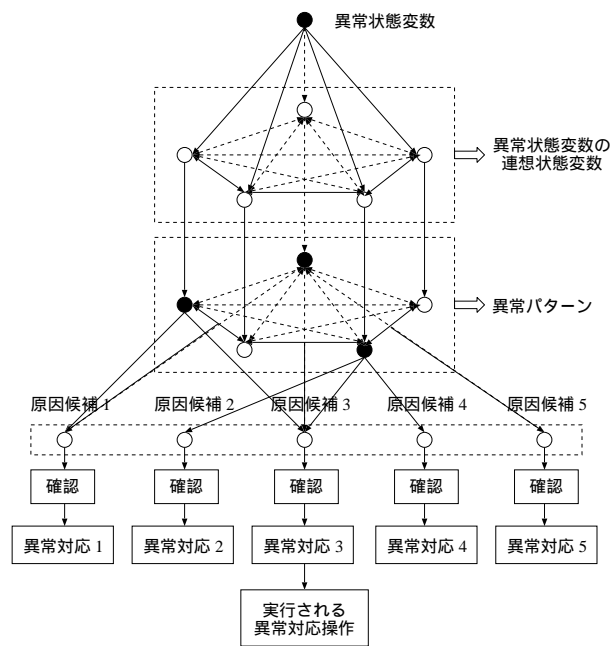 異常状態変数
異常状態変数の
連想状態変数
異常パターン
原因候補 1
原因候補 2
原因候補 3
原因候補 4
原因候補 5
確認
確認
確認
確認
確認
異常対応 1
異常対応 2
異常対応 3
異常対応 4
異常対応 5
実行される
異常対応操作